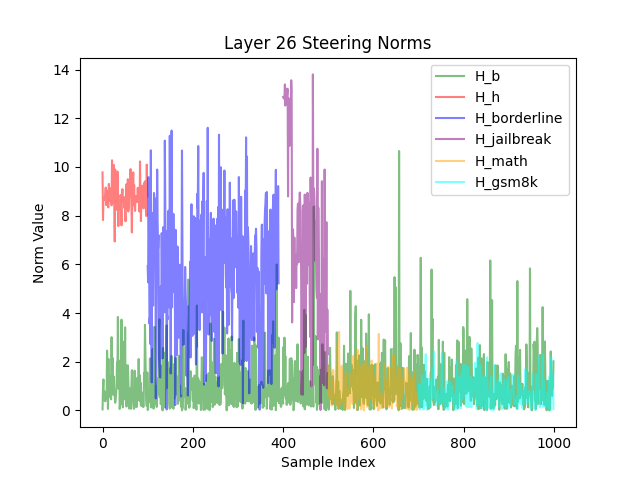 Layer 26 Steering Norms
14
12
10
8
6
4
2
0
Norm Value
H_b
H_h
H_borderline
H_jailbreak
H_math
H_gsm8k
0 200 400 600 800 1000
Sample Index